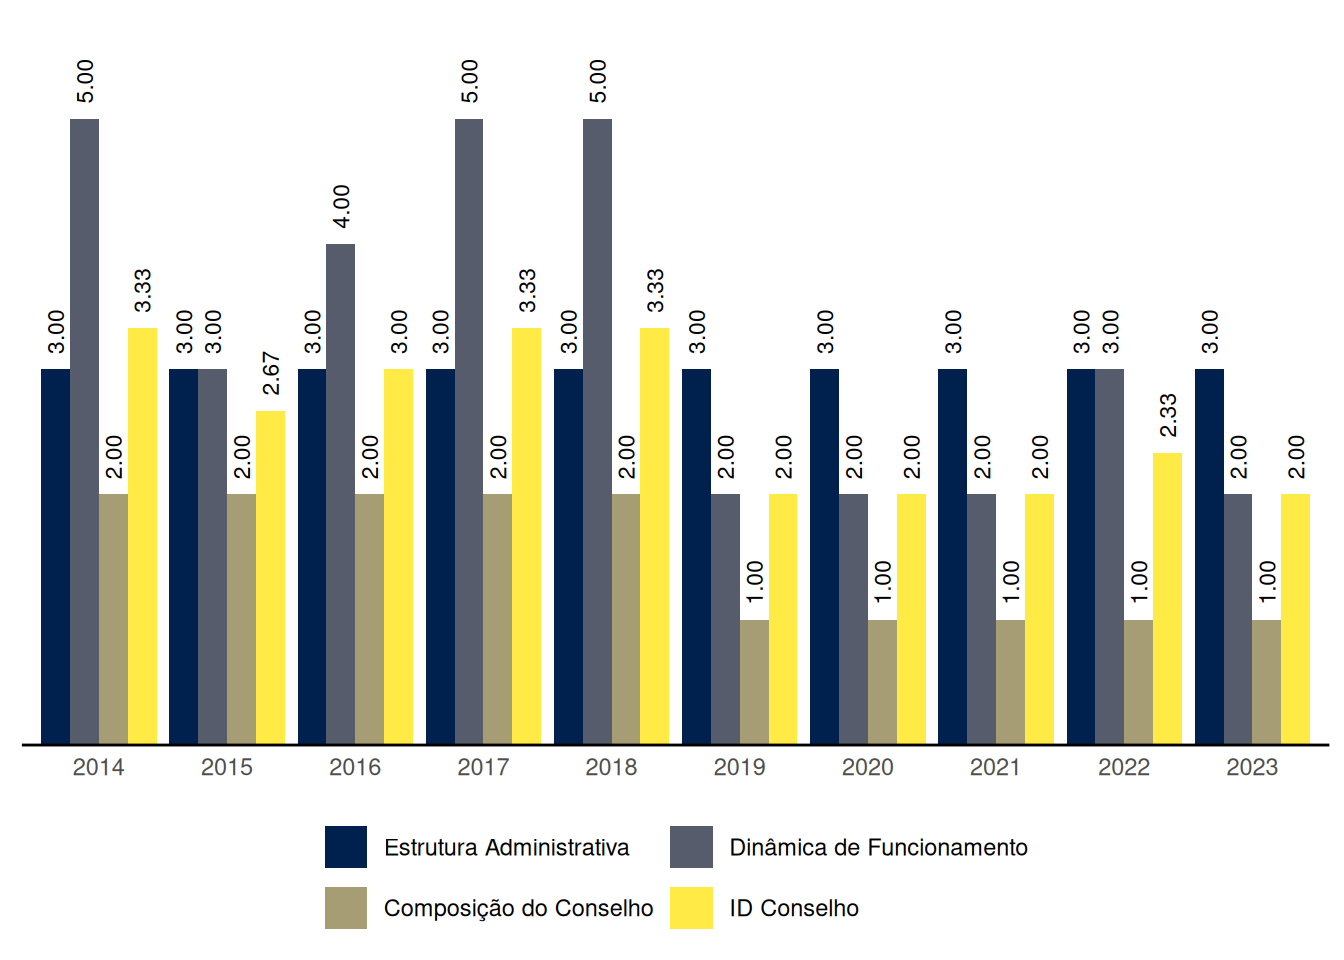 5.00 5.00 5.00
4.00
3.33 3.33 3.33
3.00 3.00 3.00 3.00 3.00 3.00 3.00 3.00 3.00 3.00 3.00 3.00 3.00
2.67
2.33
2.00 2.00 2.00 2.00 2.00 2.00 2.00 2.00 2.00 2.00 2.00 2.00 2.00
1.00 1.00 1.00 1.00 1.00
2014 2015 2016 2017 2018 2019 2020 2021 2022 2023
Estrutura Administrativa Dinâmica de Funcionamento
Composição do Conselho ID Conselho